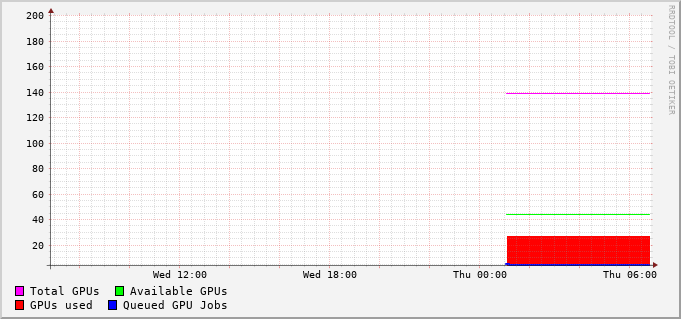 RRDTOOL / TOBI OETIKER
200
180
160
140
120
100
80
60
40
20
Wed 12:00 Wed 18:00 Thu 00:00 Thu 06:00
Total GPUs Available GPUs
GPUs used Queued GPU Jobs